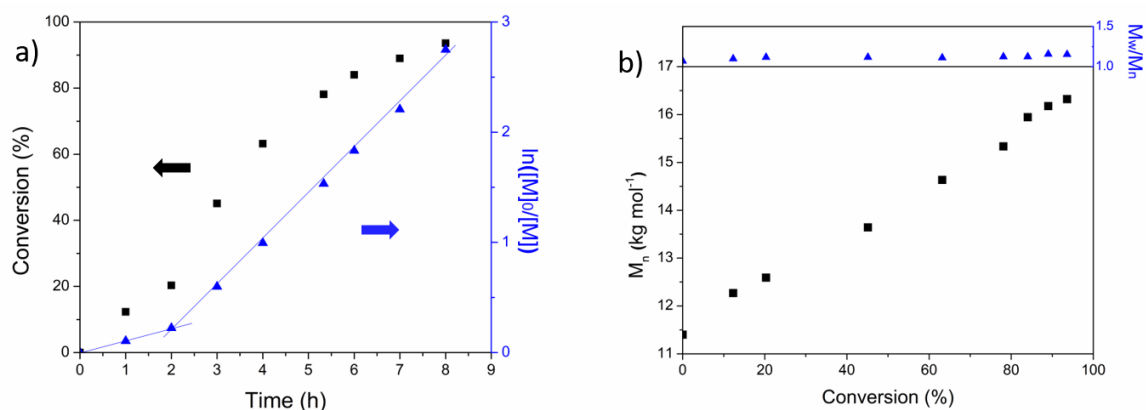 a)
Conversion (%)
100
80
60
40
20
0
0 1 2 3 4 5 6 7 8 9
Time (h)
3
2
1
0
ln([M]₀/[M])
b)
Mₙ (kg mol⁻¹)
17
16
15
14
13
12
11
0 20 40 60 80 100
Conversion (%)
1.5
1.0
Mw/Mn